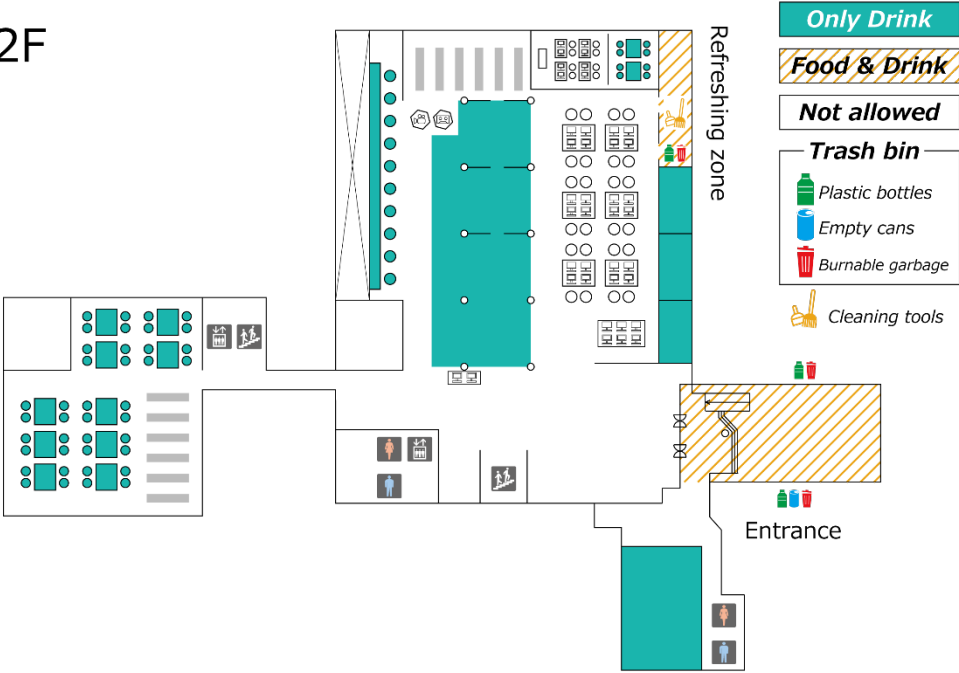 2F
Refreshing zone
Only Drink
Food & Drink
Not allowed
Trash bin
Plastic bottles
Empty cans
Burnable garbage
Cleaning tools
Entrance